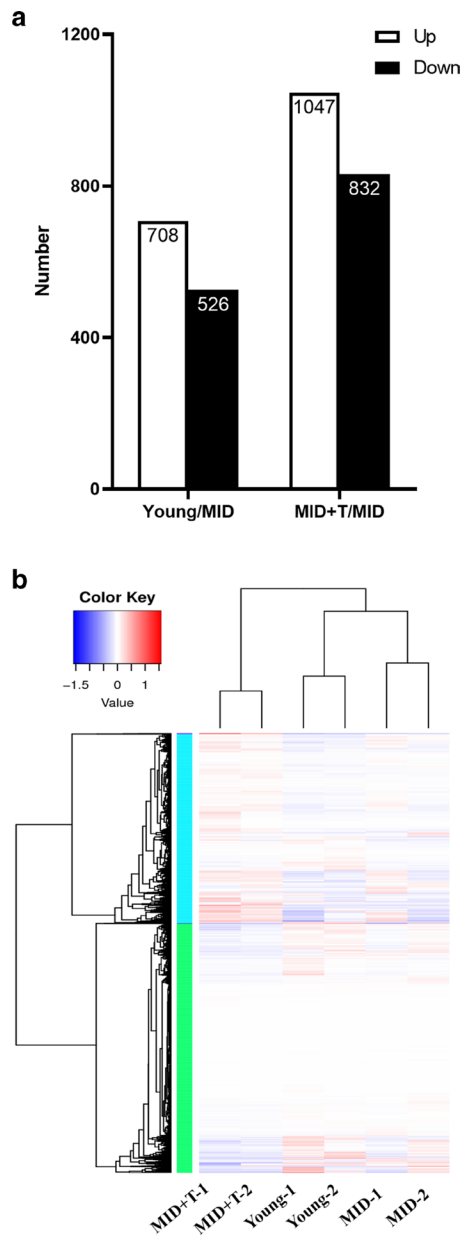 a
1200
800
400
0
Number
Up
Down
708
526
1047
832
Young/MID
MID+T/MID
b
Color Key
−1.5 0 1
Value
MID+T-1
MID+T-2
Young-1
Young-2
MID-1
MID-2